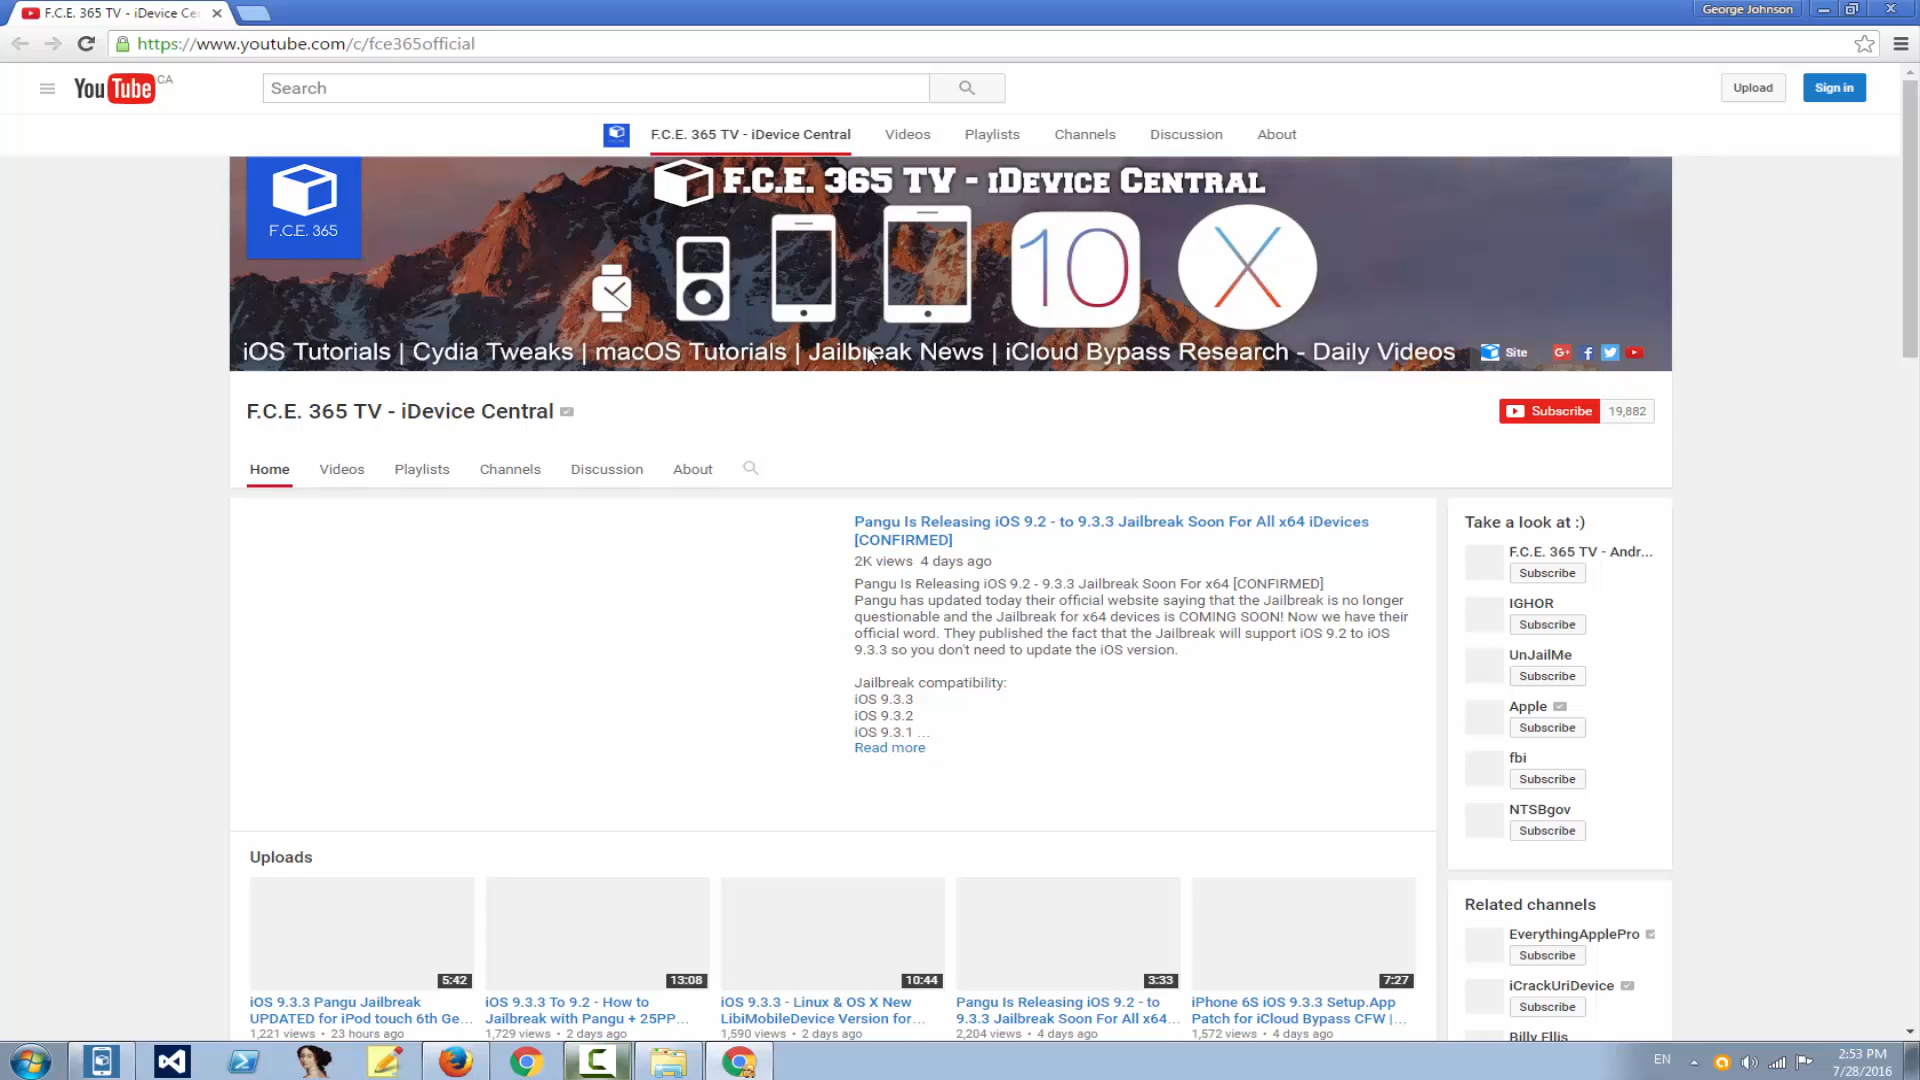 F.C.E. 365 TV - iDevice Ce
George Johnson
https://www.youtube.com/c/fce365official
YouTube CA
Search
Upload
Sign in
F.C.E. 365 TV - iDevice Central
Videos
Playlists
Channels
Discussion
About
F.C.E. 365 TV - iDevice Central
F.C.E. 365
10
X
iOS Tutorials | Cydia Tweaks | macOS Tutorials | Jailbreak News | iCloud Bypass Research - Daily Videos
Site
G+
F.C.E. 365 TV - iDevice Central
Subscribe 19,882
Home
Videos
Playlists
Channels
Discussion
About
Pangu Is Releasing iOS 9.2 - to 9.3.3 Jailbreak Soon For All x64 iDevices
[CONFIRMED]
2K views 4 days ago
Pangu Is Releasing iOS 9.2 - 9.3.3 Jailbreak Soon For x64 [CONFIRMED]
Pangu has updated today their official website saying that the Jailbreak is no longer
questionable and the Jailbreak for x64 devices is COMING SOON! Now we have their
official word. They published the fact that the Jailbreak will support iOS 9.2 to iOS
9.3.3 so you don't need to update the iOS version.
Jailbreak compatibility:
iOS 9.3.3
iOS 9.3.2
iOS 9.3.1 ...
Read more
Take a look at :)
F.C.E. 365 TV - Andr...
Subscribe
IGHOR
Subscribe
UnJailMe
Subscribe
Apple
Subscribe
fbi
Subscribe
NTSBgov
Subscribe
Uploads
5:42
iOS 9.3.3 Pangu Jailbreak
UPDATED for iPod touch 6th Ge...
1,221 views • 23 hours ago
13:08
iOS 9.3.3 To 9.2 - How to
Jailbreak with Pangu + 25PP...
1,729 views • 2 days ago
10:44
iOS 9.3.3 - Linux & OS X New
LibiMobileDevice Version for...
1,590 views • 2 days ago
3:33
Pangu Is Releasing iOS 9.2 - to
9.3.3 Jailbreak Soon For All x64...
2,204 views • 4 days ago
7:27
iPhone 6S iOS 9.3.3 Setup.App
Patch for iCloud Bypass CFW |...
1,572 views • 4 days ago
Related channels
EverythingApplePro
Subscribe
iCrackUriDevice
Subscribe
Billy Ellis
EN
2:53 PM
7/28/2016